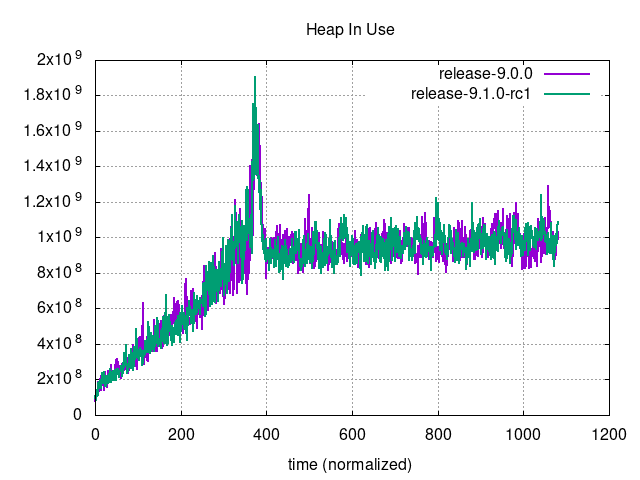 Heap In Use
release-9.0.0
release-9.1.0-rc1
2x10⁹
1.8x10⁹
1.6x10⁹
1.4x10⁹
1.2x10⁹
1x10⁹
8x10⁸
6x10⁸
4x10⁸
2x10⁸
0
0 200 400 600 800 1000 1200
time (normalized)